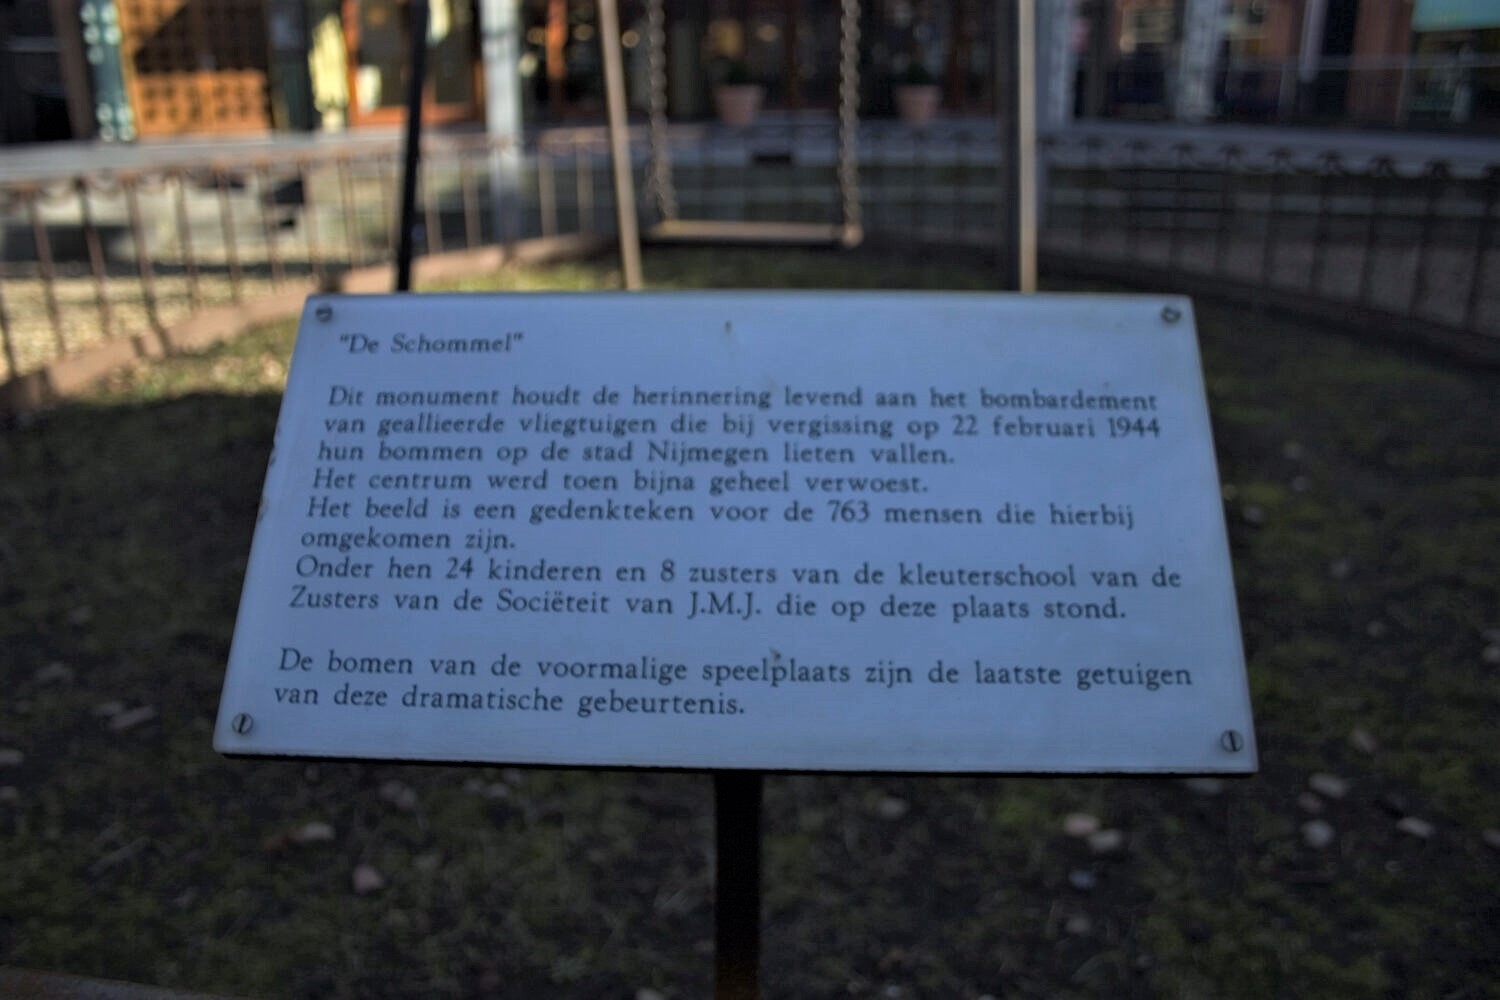 "De Schommel"
Dit monument houdt de herinnering levend aan het bombardement
van geallieerde vliegtuigen die bij vergissing op 22 februari 1944
hun bommen op de stad Nijmegen lieten vallen.
Het centrum werd toen bijna geheel verwoest.
Het beeld is een gedenkteken voor de 763 mensen die hierbij
omgekomen zijn.
Onder hen 24 kinderen en 8 zusters van de kleuterschool van de
Zusters van de Sociëteit van J.M.J. die op deze plaats stond.
De bomen van de voormalige speelplaats zijn de laatste getuigen
van deze dramatische gebeurtenis.